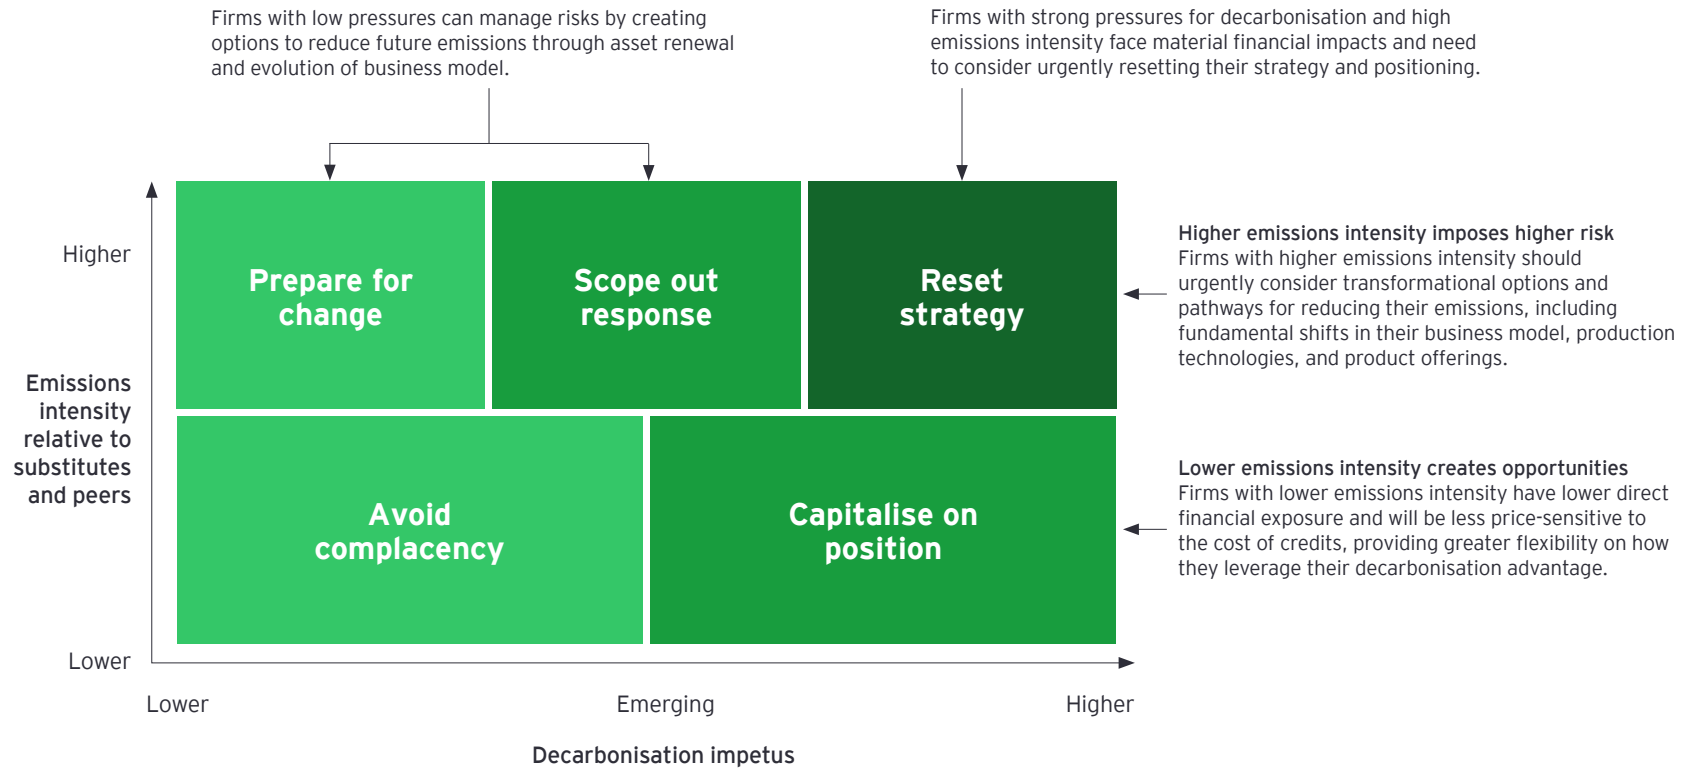 Firms with low pressures can manage risks by creating
options to reduce future emissions through asset renewal
and evolution of business model.
Firms with strong pressures for decarbonisation and high
emissions intensity face material financial impacts and need
to consider urgently resetting their strategy and positioning.
Higher
Prepare for
change
Scope out
response
Reset
strategy
Higher emissions intensity imposes higher risk
Firms with higher emissions intensity should
urgently consider transformational options and
pathways for reducing their emissions, including
fundamental shifts in their business model, production
technologies, and product offerings.
Emissions
intensity
relative to
substitutes
and peers
Avoid
complacency
Capitalise on
position
Lower emissions intensity creates opportunities
Firms with lower emissions intensity have lower direct
financial exposure and will be less price-sensitive to
the cost of credits, providing greater flexibility on how
they leverage their decarbonisation advantage.
Lower
Lower
Emerging
Higher
Decarbonisation impetus